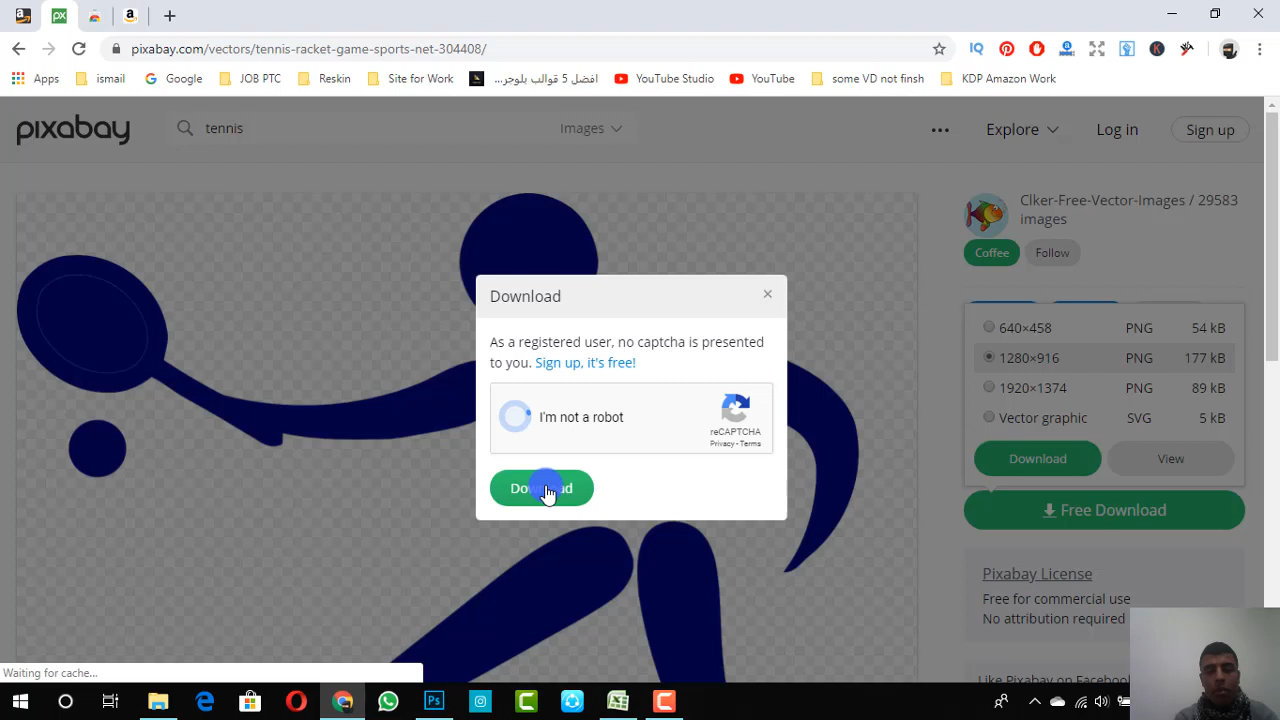 pixabay.com/vectors/tennis-racket-game-sports-net-304408/
Apps
ismail
Google
JOB PTC
Reskin
Site for Work
افضل 5 قوالب بلوجر...
YouTube Studio
YouTube
some VD not finsh
KDP Amazon Work
pixabay
tennis
Images
Explore
Log in
Sign up
Clker-Free-Vector-Images / 29583
images
Coffee
Follow
640×458 PNG 54 kB
1280×916 PNG 177 kB
1920×1374 PNG 89 kB
Vector graphic SVG 5 kB
Download
View
Free Download
Pixabay License
Free for commercial use
No attribution required
Like Pixabay on Facebook
Download
As a registered user, no captcha is presented
to you. Sign up, it's free!
I'm not a robot
reCAPTCHA
Privacy - Terms
Download
Waiting for cache...